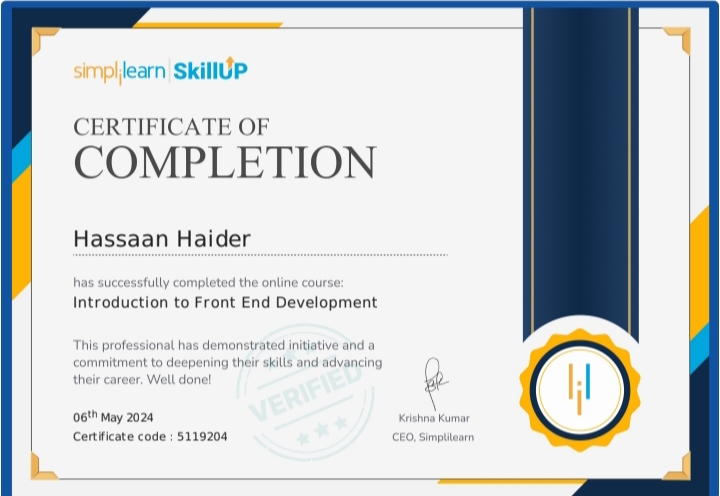 simplilearn | SkillUP
CERTIFICATE OF
COMPLETION
Hassaan Haider
has successfully completed the online course:
Introduction to Front End Development
This professional has demonstrated initiative and a
commitment to deepening their skills and advancing
their career. Well done!
VERIFIED
06th May 2024
Certificate code : 5119204
Krishna Kumar
CEO, Simplilearn